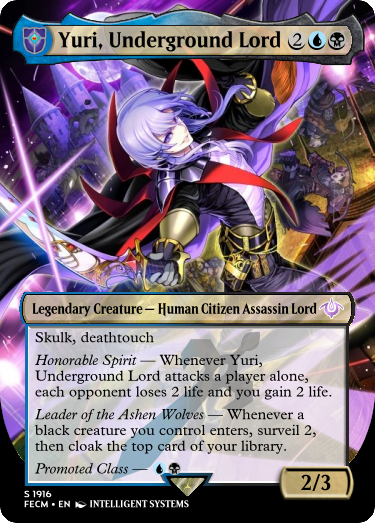 Yuri, Underground Lord 2
Legendary Creature — Human Citizen Assassin Lord
Skulk, deathtouch
Honorable Spirit — Whenever Yuri,
Underground Lord attacks a player alone,
each opponent loses 2 life and you gain 2 life.
Leader of the Ashen Wolves — Whenever a
black creature you control enters, surveil 2,
then cloak the top card of your library.
Promoted Class —
2/3
S 1916
FECM • EN INTELLIGENT SYSTEMS